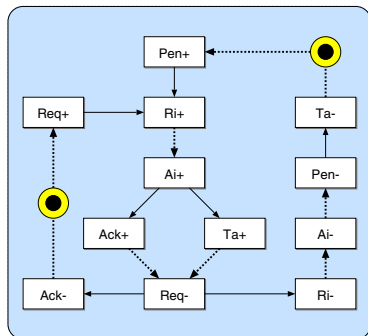 Pen+
Req+
Ri+
Ta-
Ai+
Pen-
Ack+
Ta+
Ai-
Ack-
Req-
Ri-